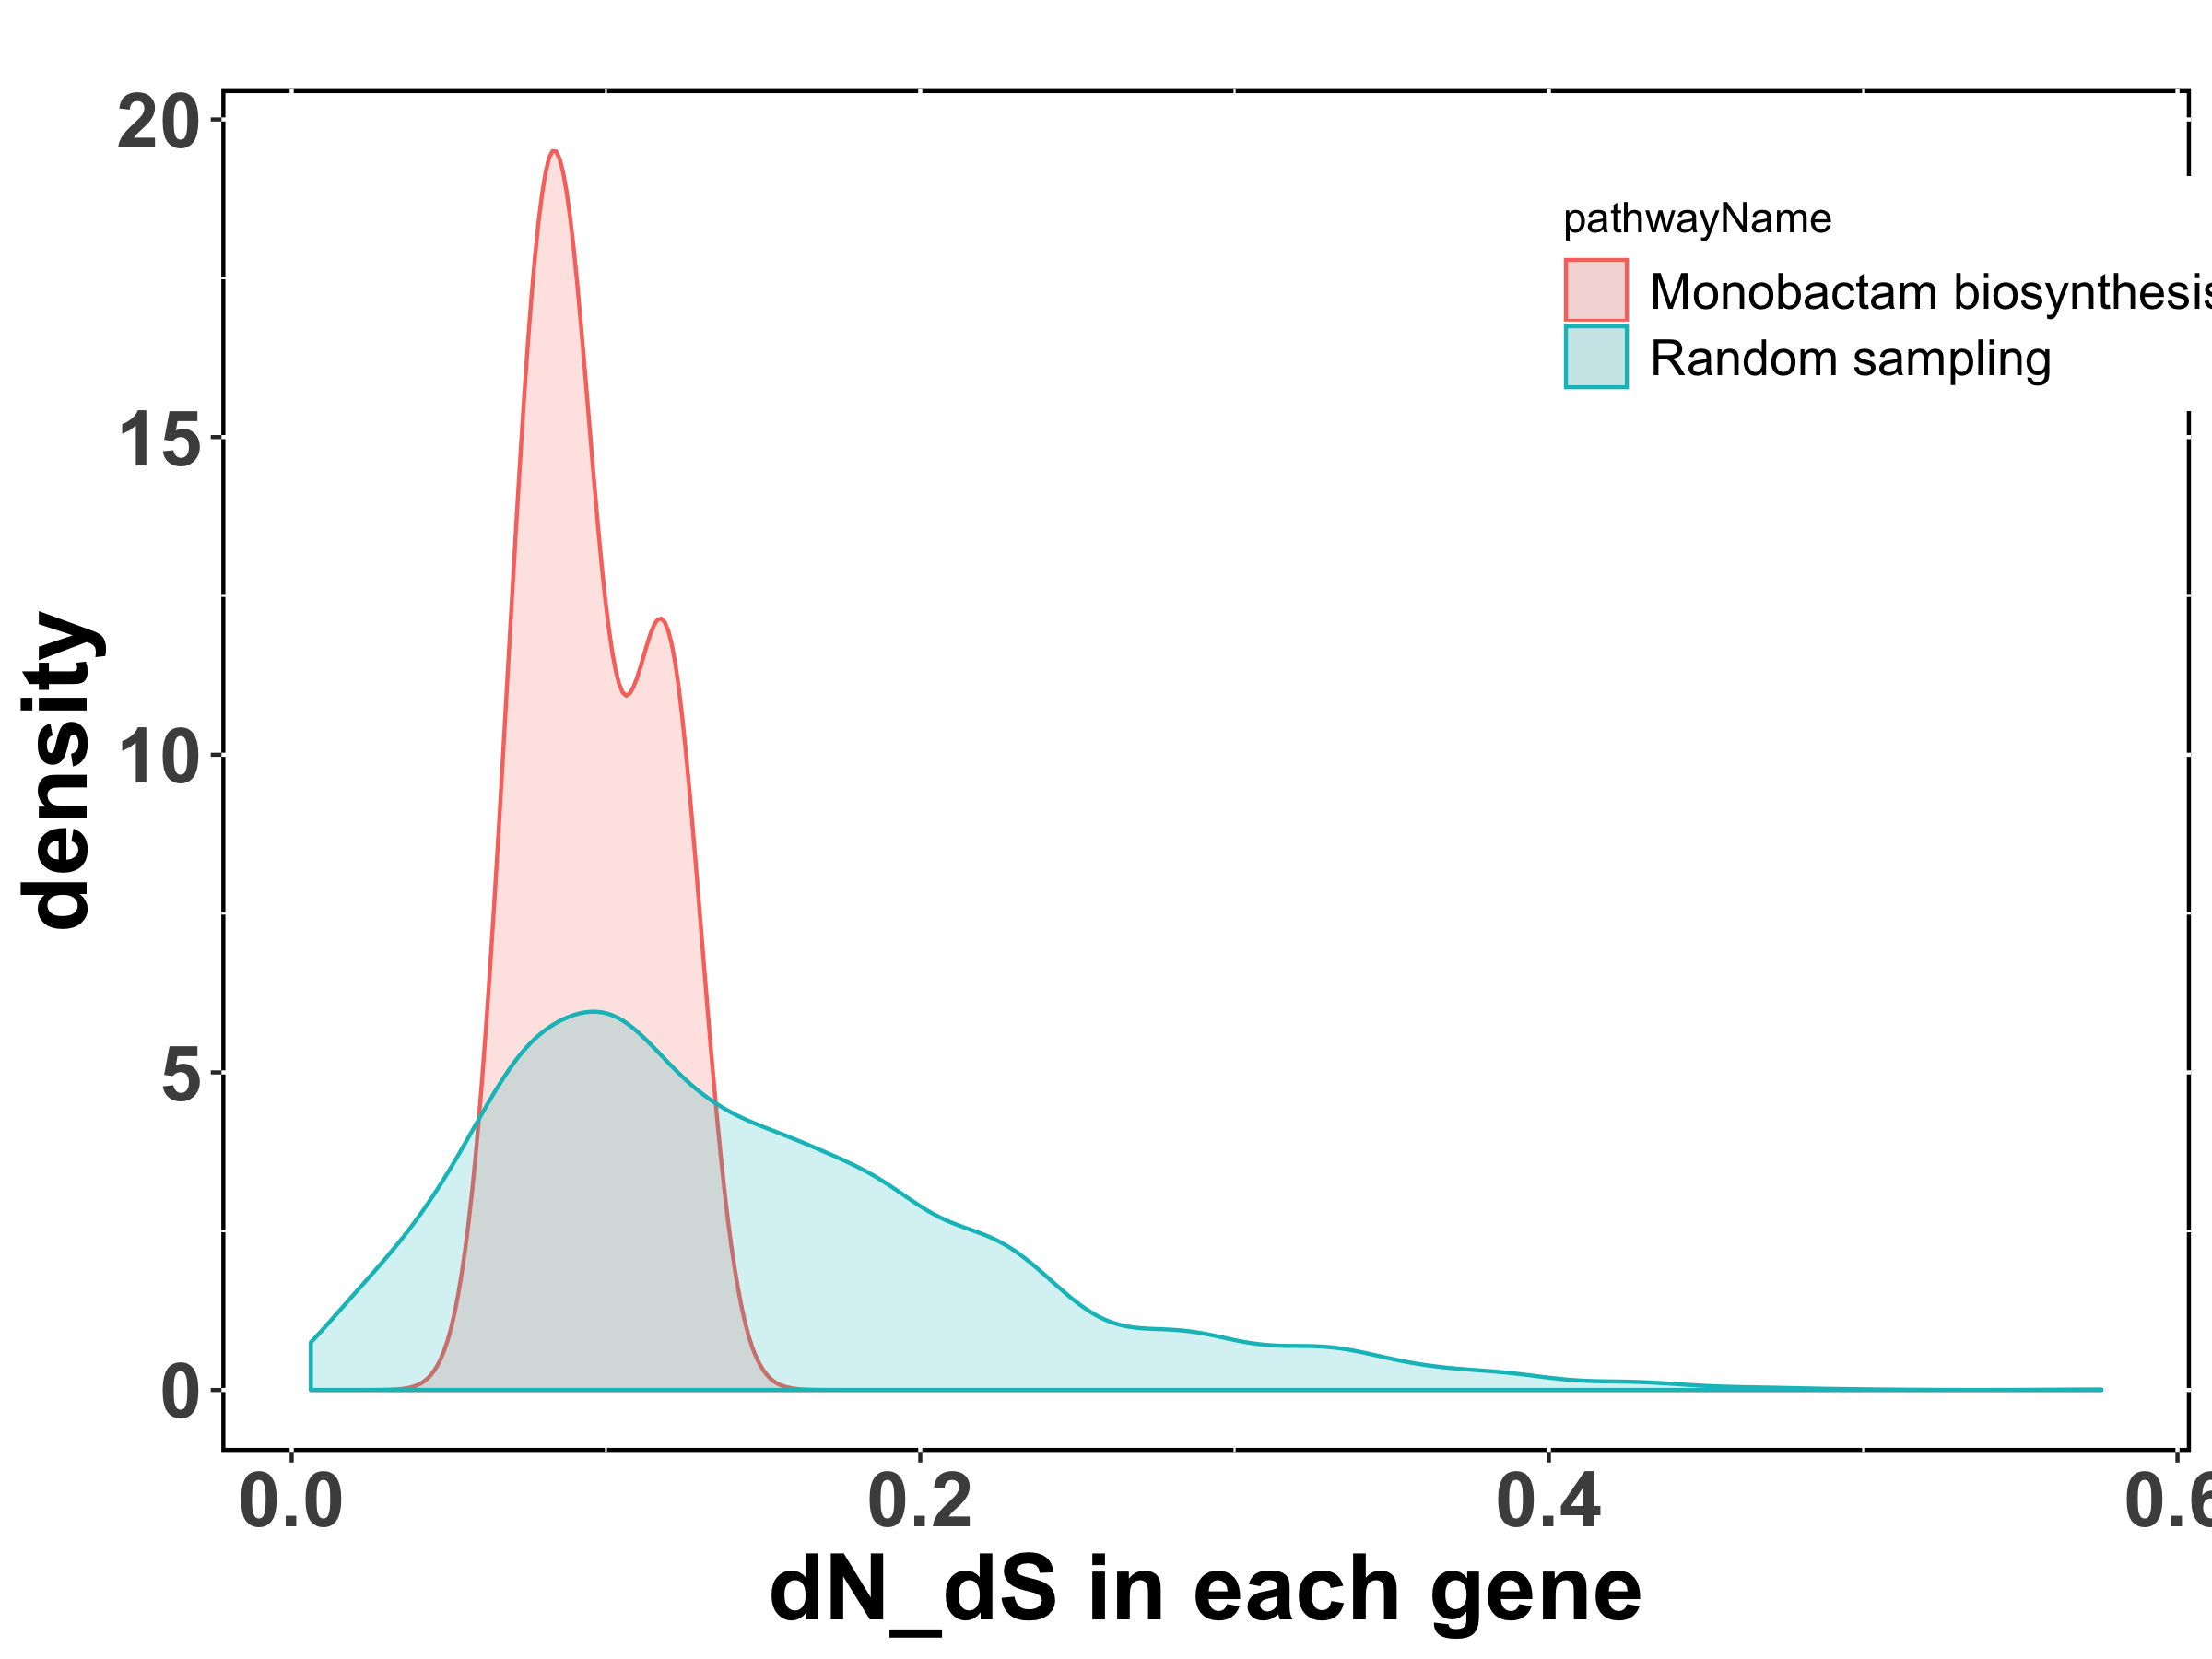 20
15
10
5
0
density
pathwayName
Monobactam biosynthesis
Random sampling
0.0
0.2
0.4
0.6
dN_dS in each gene